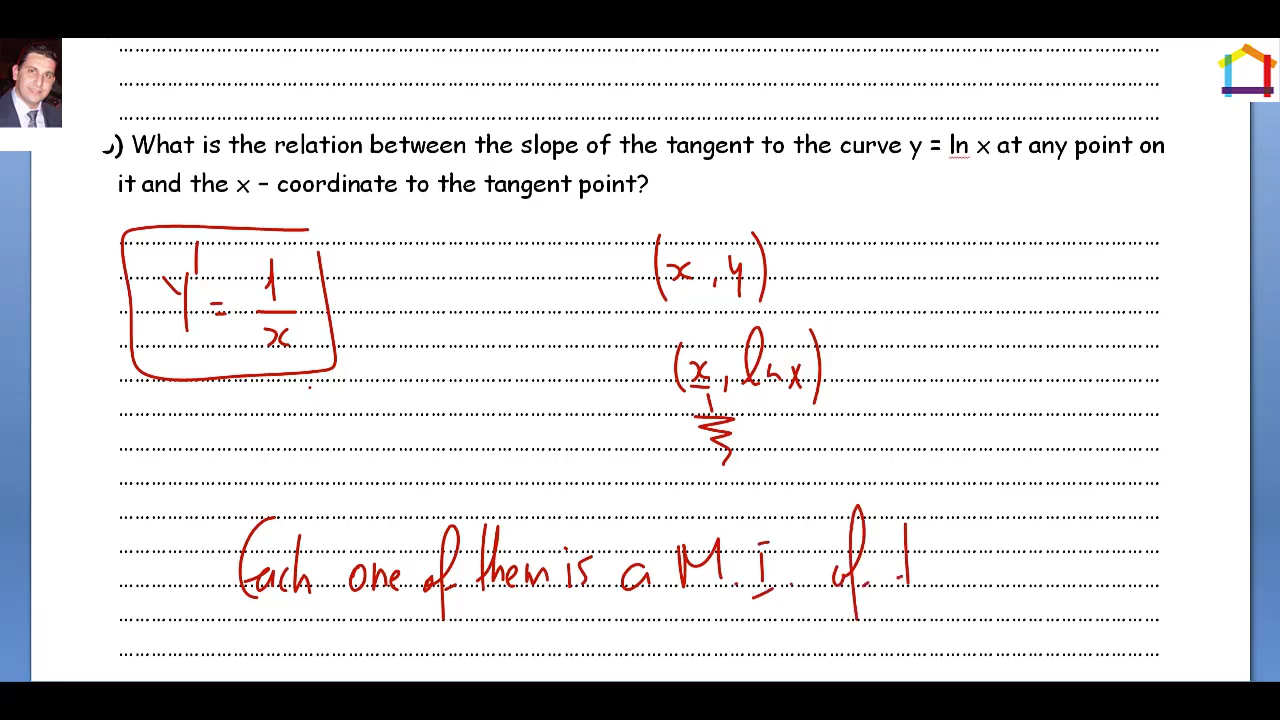 ) What is the relation between the slope of the tangent to the curve y = ln x at any point on
it and the x – coordinate to the tangent point?
y' = 1/x
(x , y)
(x , ln x)
Each one of them is a M. I. of